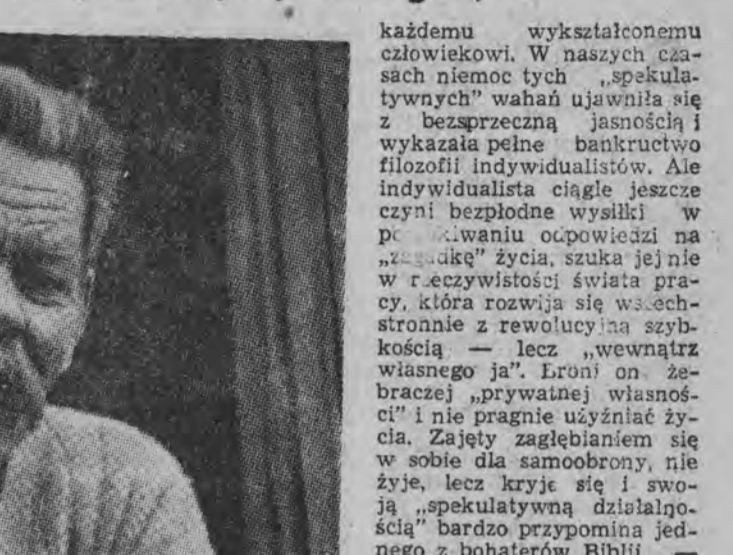 każdemu wykształconemu
człowiekowi. W naszych cza-
sach niemoc tych „spekula-
tywnych” wahań ujawniła się
z bezsprzeczną jasnością i
wykazała pełne bankructwo
filozofii indywidualistów. Ale
indywidualista ciągle jeszcze
czyni bezpłodne wysiłki w
odpowiedzi na
życia, szuka jej nie
w rzeczywistości świata pra-
cy, która rozwija się wszech-
stronnie z rewolucyjną szyb-
kością — lecz „wewnątrz
własnego ja”. Broni on że-
braczej „prywatnej własnoś-
ci” i nie pragnie użyźniać ży-
cia. Zajęty zagłębianiem się
w sobie dla samoobrony, nie
żyje, lecz kryje się i swo-
ją „spekulatywną działalno-
ścią” bardzo przypomina jed-
nego z bohaterów Biblii —